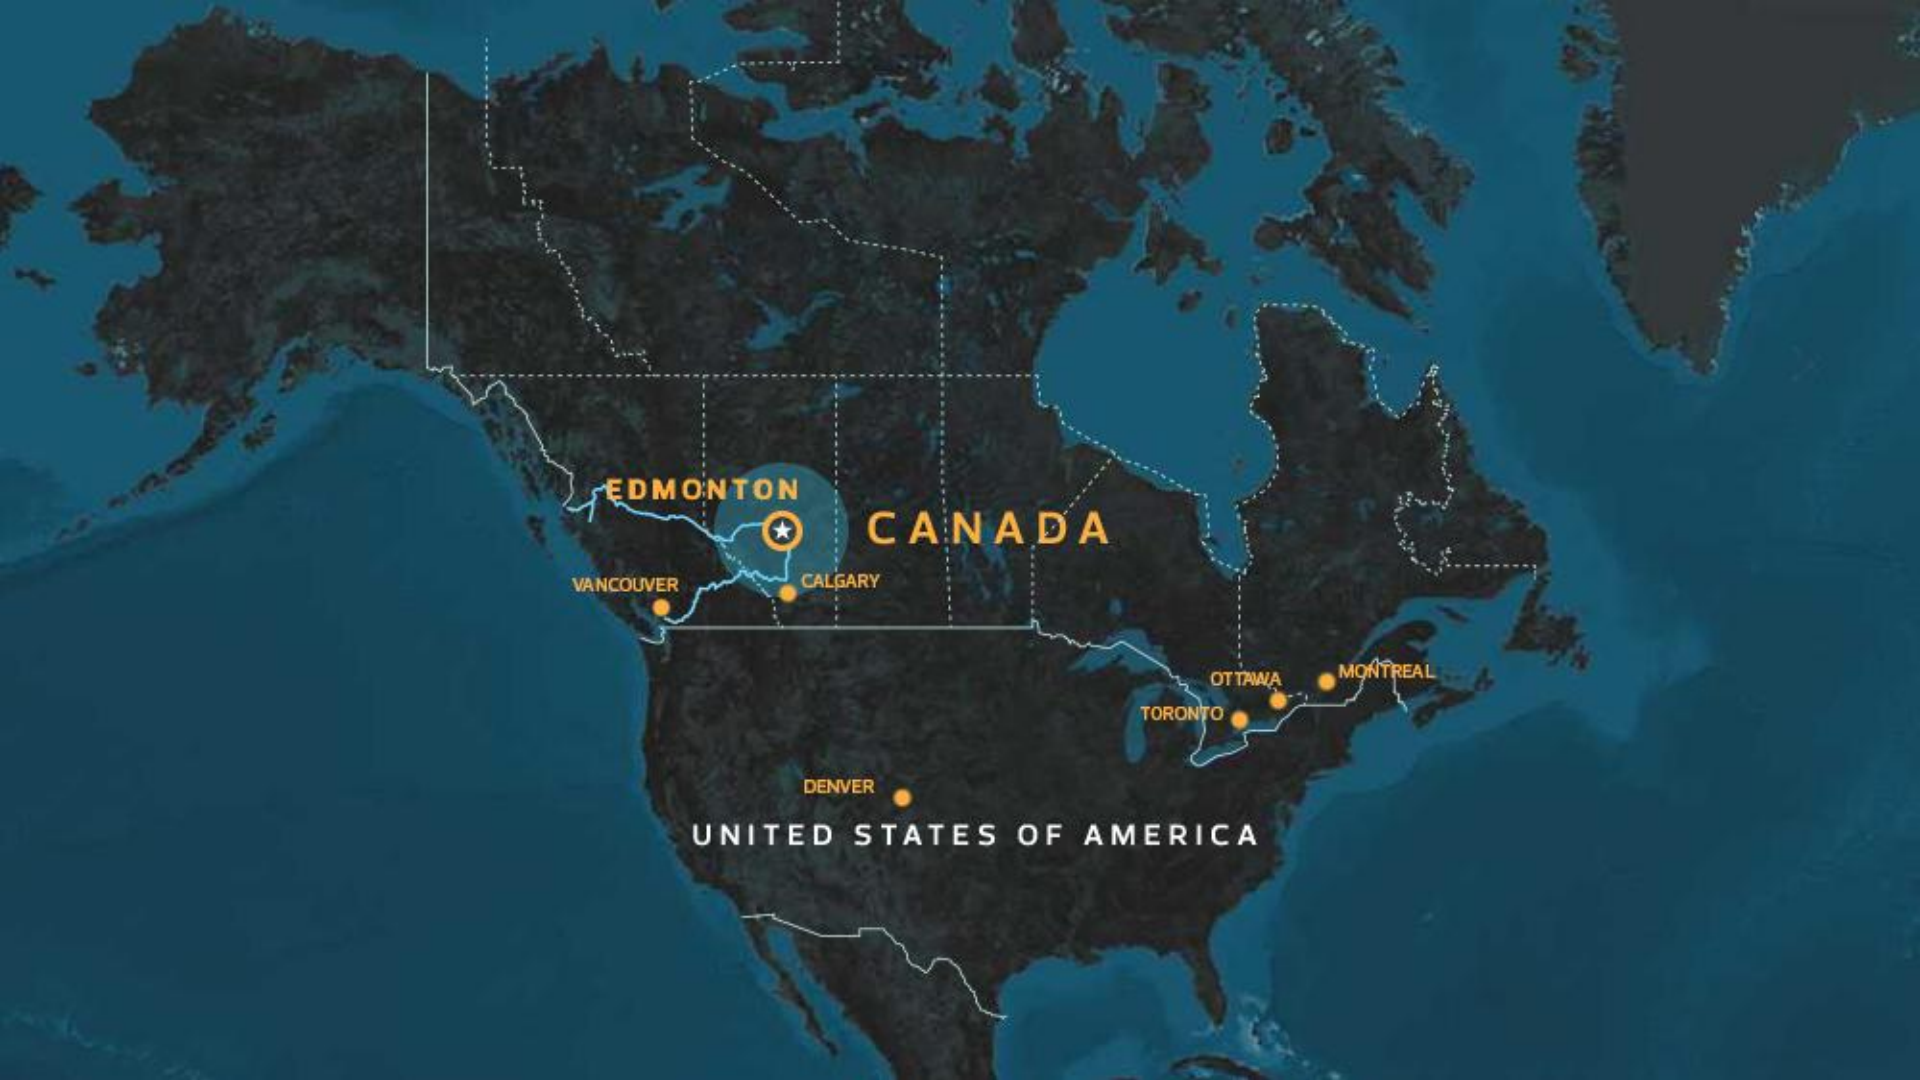 EDMONTON
CANADA
VANCOUVER
CALGARY
OTTAWA
MONTREAL
TORONTO
DENVER
UNITED STATES OF AMERICA